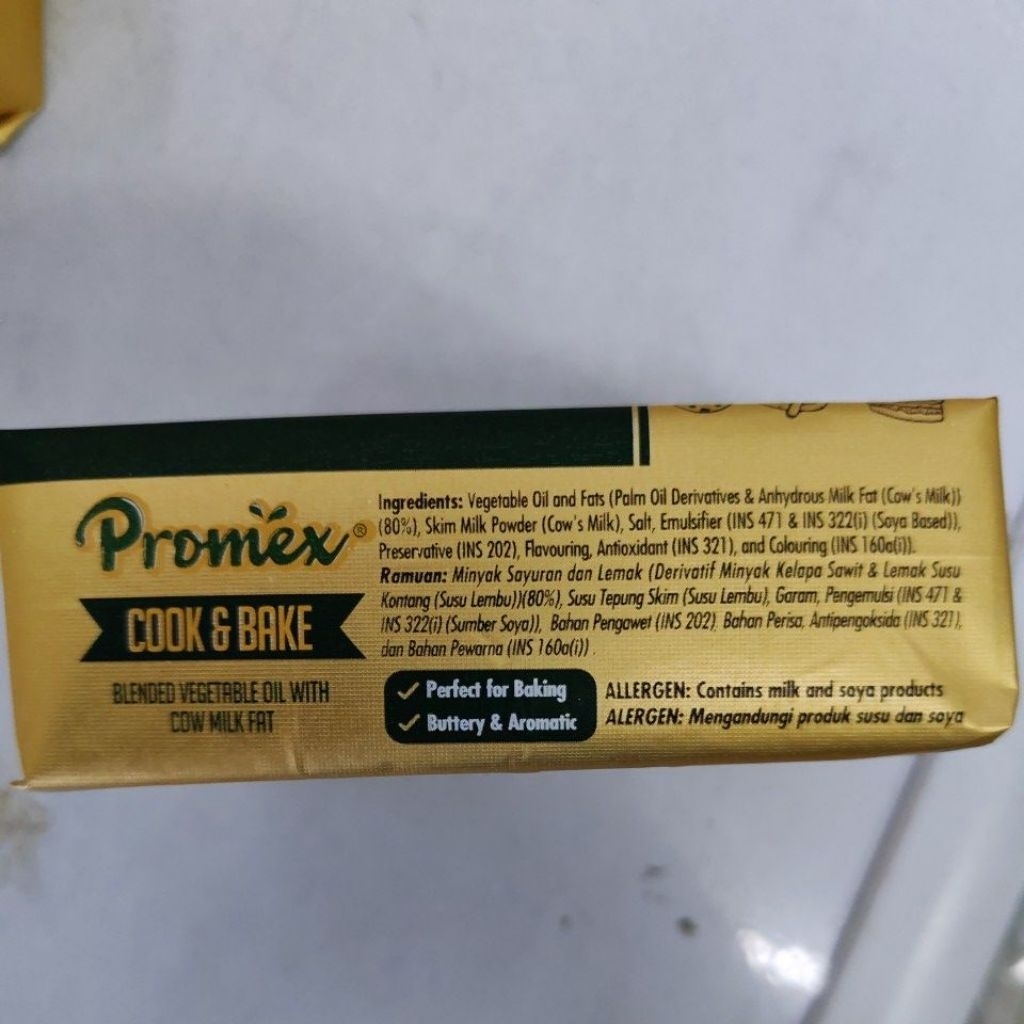 Promex®
COOK & BAKE
BLENDED VEGETABLE OIL WITH
COW MILK FAT
Ingredients: Vegetable Oil and Fats (Palm Oil Derivatives & Anhydrous Milk Fat (Cow's Milk))
(80%), Skim Milk Powder (Cow's Milk), Salt, Emulsifier (INS 471 & INS 322(i) (Soya Based)),
Preservative (INS 202), Flavouring, Antioxidant (INS 321), and Colouring (INS 160a(i)).
Ramuan: Minyak Sayuran dan Lemak (Derivatif Minyak Kelapa Sawit & Lemak Susu
Kontang (Susu Lembu))(80%), Susu Tepung Skim (Susu Lembu), Garam, Pengemulsi (INS 471 &
INS 322(i) (Sumber Soya)), Bahan Pengawet (INS 202), Bahan Perisa, Antipengoksida (INS 321),
dan Bahan Pewarna (INS 160a(i)).
Perfect for Baking
Buttery & Aromatic
ALLERGEN: Contains milk and soya products
ALERGEN: Mengandungi produk susu dan soya